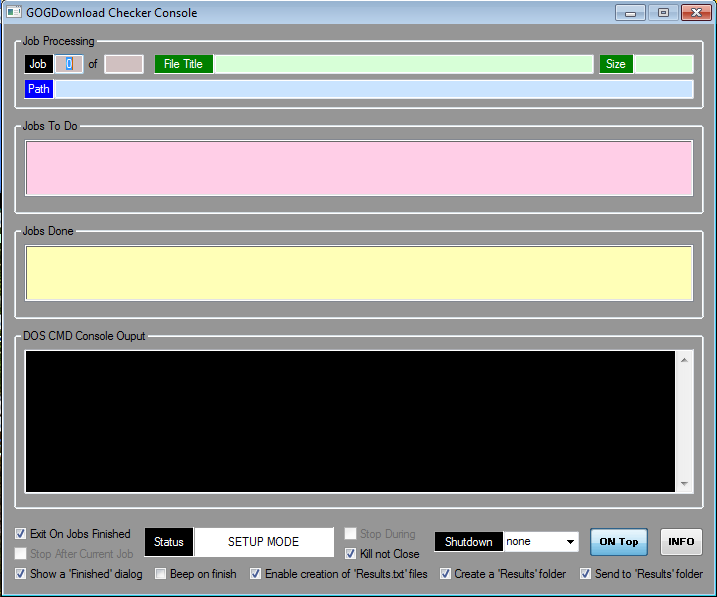 GOGDownload Checker Console
Job Processing
Job 0 of File Title Size
Path
Jobs To Do
Jobs Done
DOS CMD Console Ouput
Exit On Jobs Finished Status SETUP MODE Stop During Shutdown none ON Top INFO
Stop After Current Job Kill not Close
Show a 'Finished' dialog Beep on finish Enable creation of 'Results.txt' files Create a 'Results' folder Send to 'Results' folder